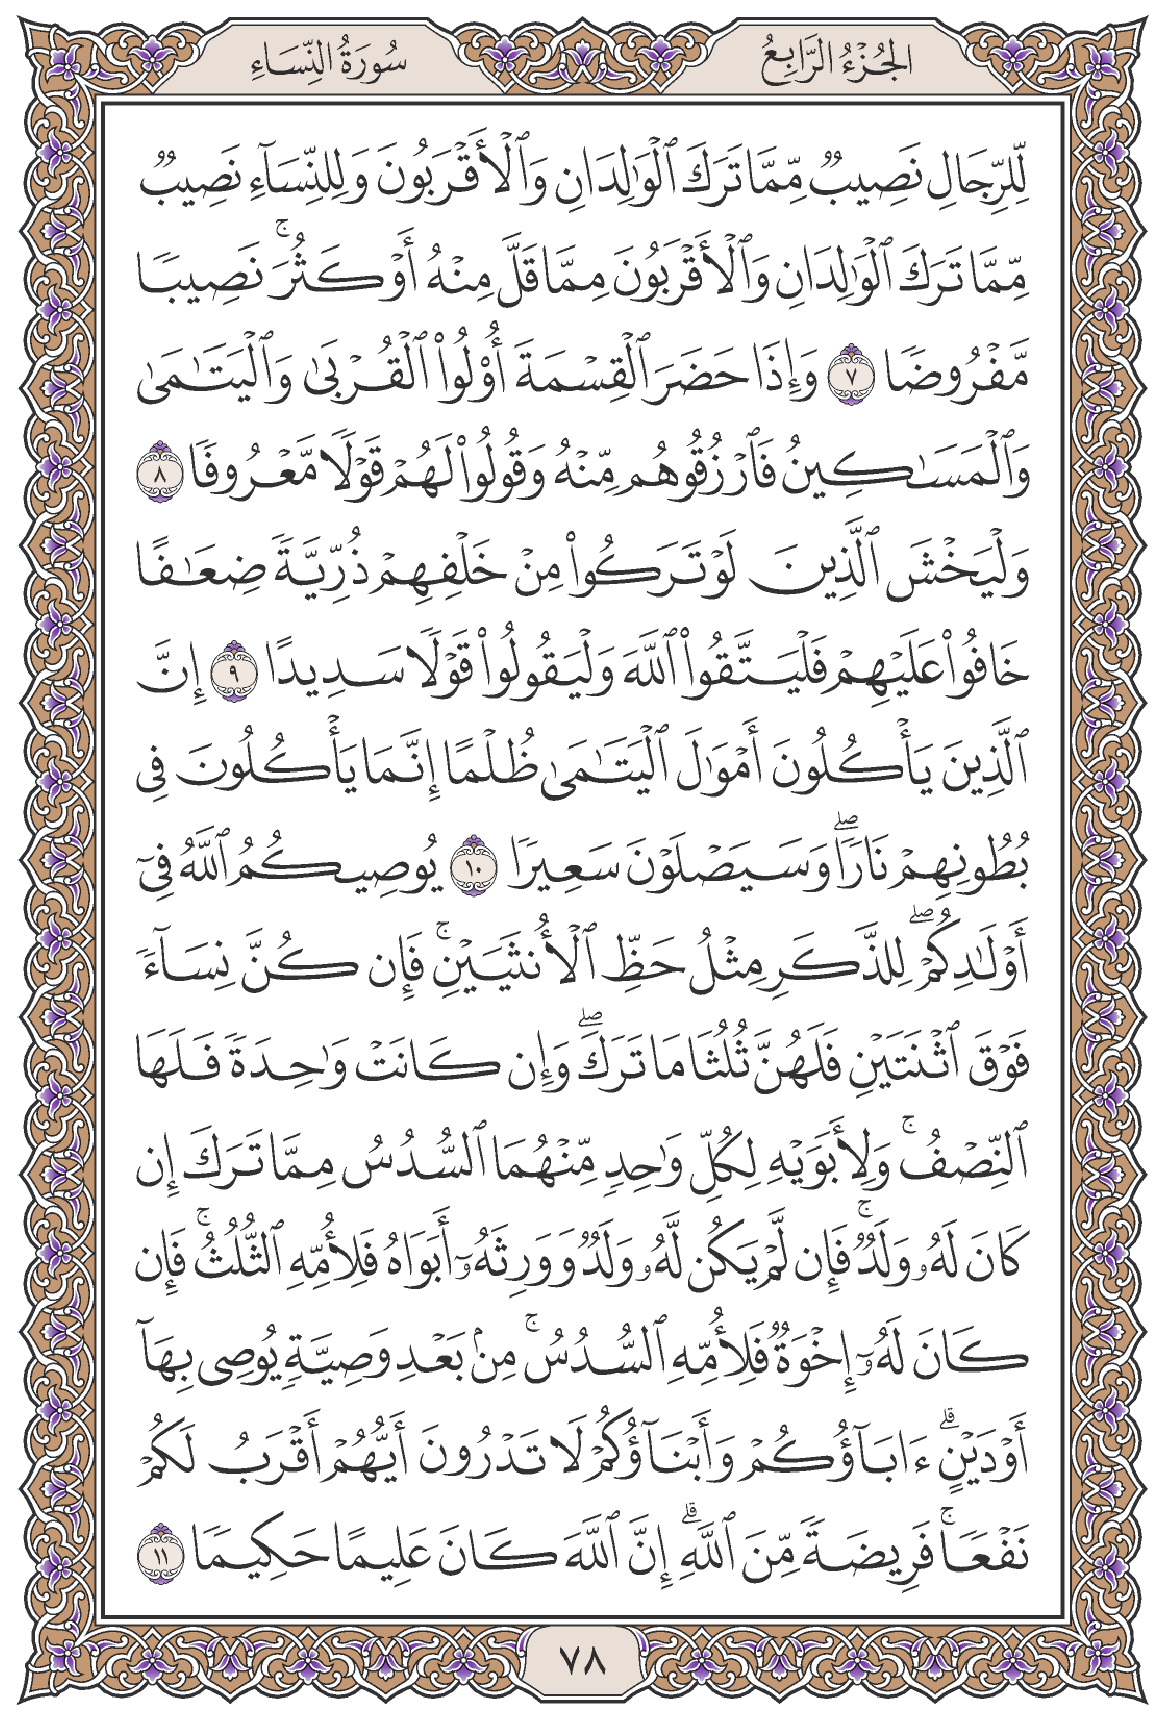 الجُزْءُ الرَّابِعُ
سُورَةُ النِّسَاءِ
لِّلرِّجَالِ نَصِيبٌ مِّمَّا تَرَكَ ٱلْوَٰلِدَانِ وَٱلْأَقْرَبُونَ وَلِلنِّسَآءِ نَصِيبٌ
مِّمَّا تَرَكَ ٱلْوَٰلِدَانِ وَٱلْأَقْرَبُونَ مِمَّا قَلَّ مِنْهُ أَوْ كَثُرَۚ نَصِيبًا
مَّفْرُوضًا ٧ وَإِذَا حَضَرَ ٱلْقِسْمَةَ أُو۟لُوا۟ ٱلْقُرْبَىٰ وَٱلْيَتَٰمَىٰ
وَٱلْمَسَٰكِينُ فَٱرْزُقُوهُم مِّنْهُ وَقُولُوا۟ لَهُمْ قَوْلًا مَّعْرُوفًا ٨
وَلْيَخْشَ ٱلَّذِينَ لَوْ تَرَكُوا۟ مِنْ خَلْفِهِمْ ذُرِّيَّةً ضِعَٰفًا
خَافُوا۟ عَلَيْهِمْ فَلْيَتَّقُوا۟ ٱللَّهَ وَلْيَقُولُوا۟ قَوْلًا سَدِيدًا ٩ إِنَّ
ٱلَّذِينَ يَأْكُلُونَ أَمْوَٰلَ ٱلْيَتَٰمَىٰ ظُلْمًا إِنَّمَا يَأْكُلُونَ فِى
بُطُونِهِمْ نَارًاۖ وَسَيَصْلَوْنَ سَعِيرًا ١٠ يُوصِيكُمُ ٱللَّهُ فِىٓ
أَوْلَٰدِكُمْۖ لِلذَّكَرِ مِثْلُ حَظِّ ٱلْأُنثَيَيْنِۚ فَإِن كُنَّ نِسَآءً
فَوْقَ ٱثْنَتَيْنِ فَلَهُنَّ ثُلُثَا مَا تَرَكَۖ وَإِن كَانَتْ وَٰحِدَةً فَلَهَا
ٱلنِّصْفُۚ وَلِأَبَوَيْهِ لِكُلِّ وَٰحِدٍ مِّنْهُمَا ٱلسُّدُسُ مِمَّا تَرَكَ إِن
كَانَ لَهُۥ وَلَدٌۚ فَإِن لَّمْ يَكُن لَّهُۥ وَلَدٌ وَوَرِثَهُۥٓ أَبَوَاهُ فَلِأُمِّهِ ٱلثُّلُثُۚ فَإِن
كَانَ لَهُۥٓ إِخْوَةٌ فَلِأُمِّهِ ٱلسُّدُسُۚ مِنۢ بَعْدِ وَصِيَّةٍ يُوصِى بِهَآ
أَوْ دَيْنٍۗ ءَابَآؤُكُمْ وَأَبْنَآؤُكُمْ لَا تَدْرُونَ أَيُّهُمْ أَقْرَبُ لَكُمْ
نَفْعًاۚ فَرِيضَةً مِّنَ ٱللَّهِۗ إِنَّ ٱللَّهَ كَانَ عَلِيمًا حَكِيمًا ١١
٧٨